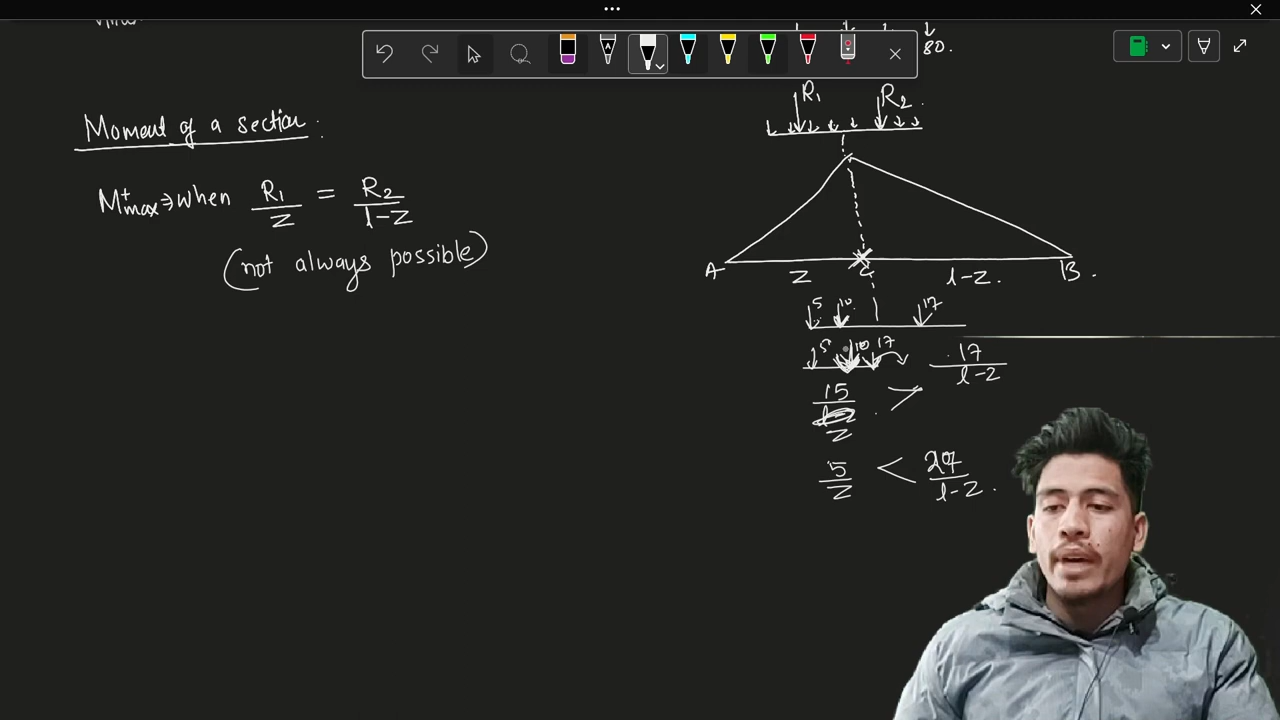 80.
R1 R2
Moment of a section :
M+max ⇒ when R1/Z = R2/l-Z
(not always possible)
A Z C l-Z. B.
5 10 17
5 10 17
15/Z > 17/l-Z
5/Z < 27/l-Z.